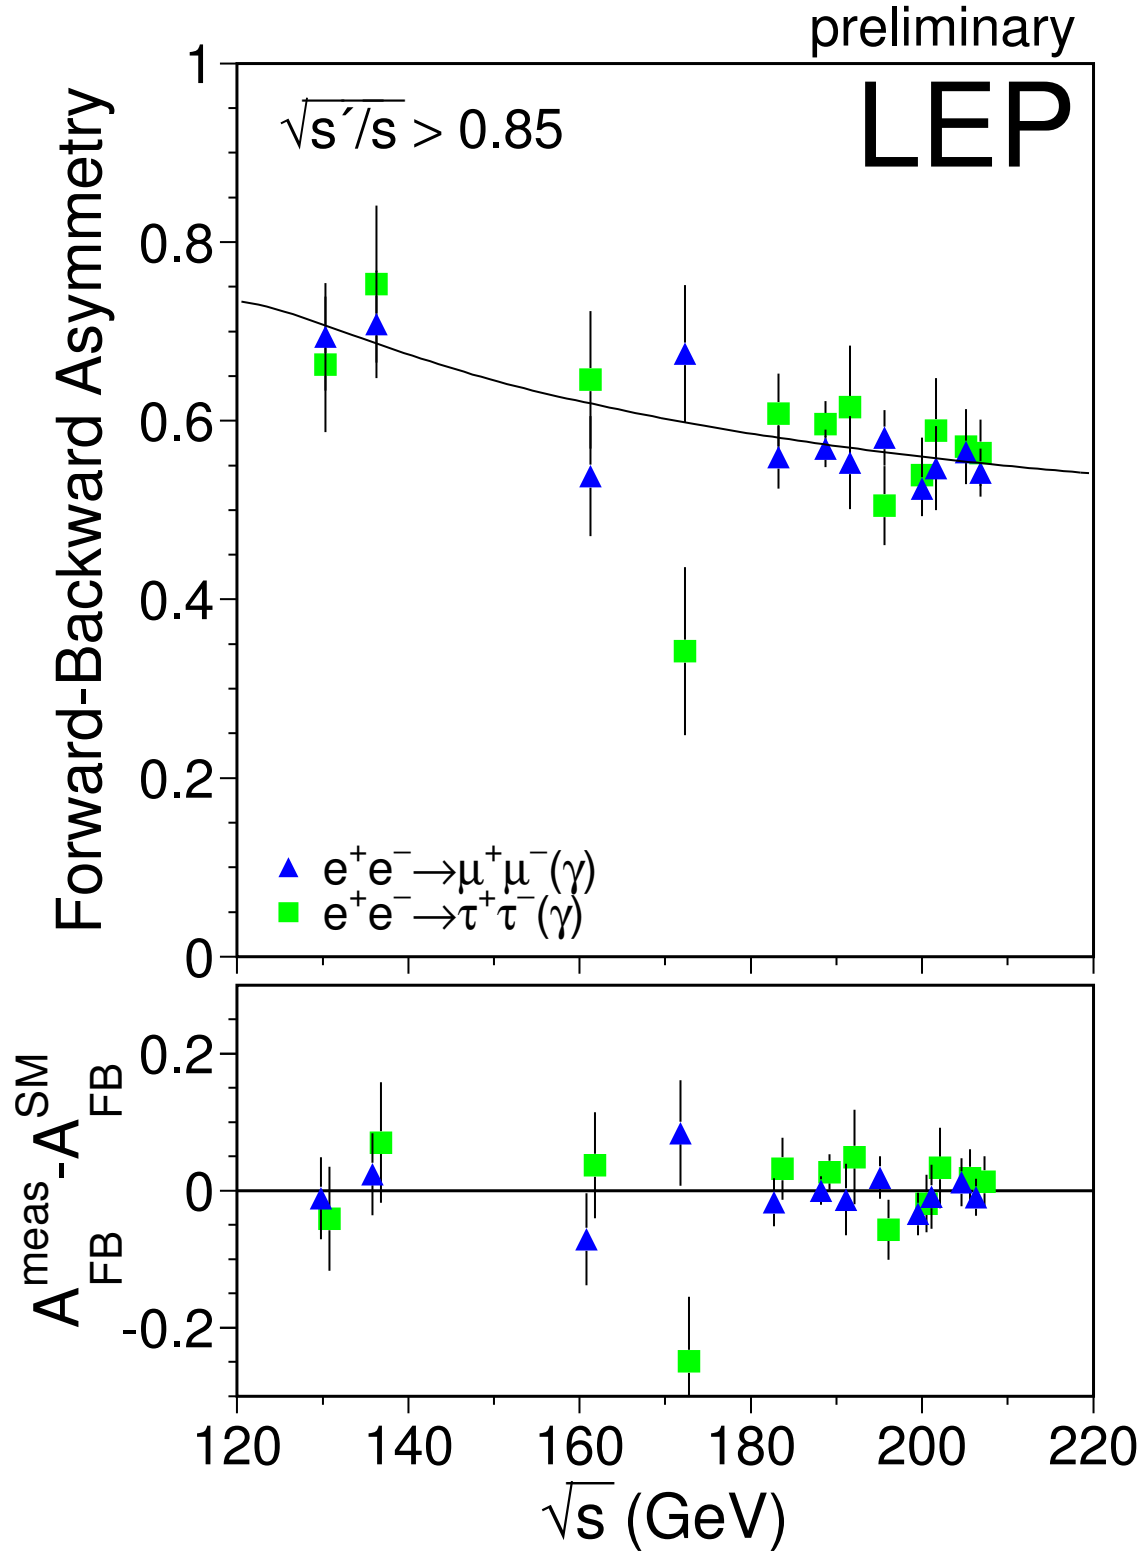 preliminary
LEP
√s´/s > 0.85
Forward-Backward Asymmetry
1
0.8
0.6
0.4
0.2
0
e⁺e⁻→μ⁺μ⁻(γ)
e⁺e⁻→τ⁺τ⁻(γ)
A_FB^meas-A_FB^SM
0.2
0
-0.2
120 140 160 180 200 220
√s (GeV)